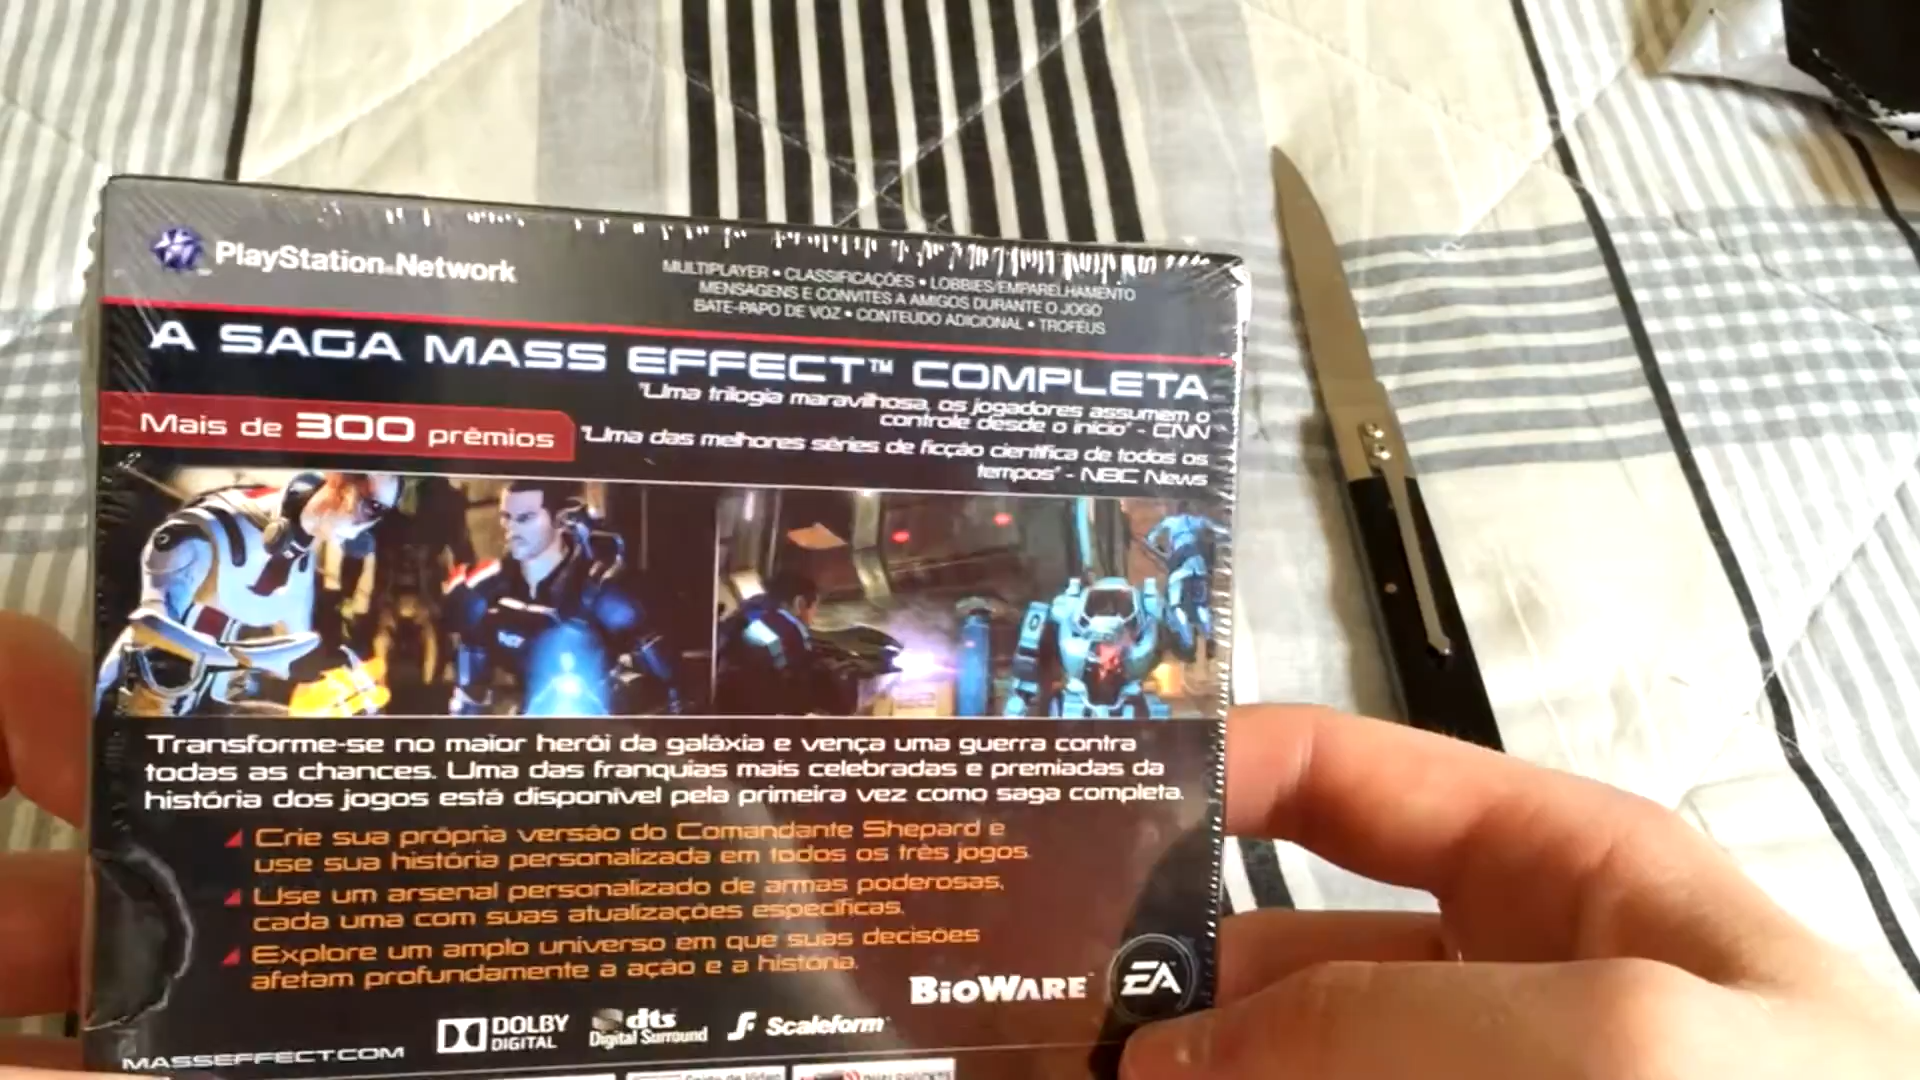 PlayStation®Network
MULTIPLAYER • CLASSIFICAÇÕES • LOBBIES/EMPARELHAMENTO
MENSAGENS E CONVITES A AMIGOS DURANTE O JOGO
BATE-PAPO DE VOZ • CONTEÚDO ADICIONAL • TROFÉUS
A SAGA MASS EFFECT™ COMPLETA
"Uma trilogia maravilhosa, os jogadores assumem o
controle desde o início" - CNN
Mais de 300 prêmios
"Uma das melhores séries de ficção científica de todos os
tempos" - NBC News
N7
Transforme-se no maior herói da galáxia e vença uma guerra contra
todas as chances. Uma das franquias mais celebradas e premiadas da
história dos jogos está disponível pela primeira vez como saga completa.
Crie sua própria versão do Comandante Shepard e
use sua história personalizada em todos os três jogos.
Use um arsenal personalizado de armas poderosas,
cada uma com suas atualizações específicas.
Explore um amplo universo em que suas decisões
afetam profundamente a ação e a história.
BIOWARE™
EA™
MASSEFFECT.COM
DOLBY
DIGITAL
dts
Digital Surround
Scaleform